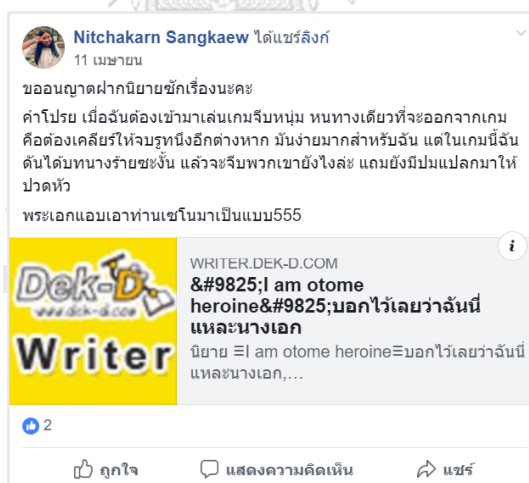 Nitchakarn Sangkaew ได้แชร์ลิงก์
11 เมษายน
ขออนญาตฝากนิยายซักเรื่องนะคะ
คำโปรย เมื่อฉันต้องเข้ามาเล่นเกมจีบหนุ่ม หนทางเดียวที่จะออกจากเกม
คือต้องเคลียร์ให้จบรูทนึงอีกต่างหาก มันง่ายมากสำหรับฉัน แต่ในเกมนี้ฉัน
ดันได้บทนางร้ายซะงั้น แล้วจะจีบพวกเขายังไงล่ะ แถมยังมีปมแปลกมาให้
ปวดหัว
พระเอกแอบเอาท่านเซโนมาเป็นแบบ555
Dek-D
www.dek-d.com
Writer
i
WRITER.DEK-D.COM
&#9825;I am otome
heroine&#9825;บอกไว้เลยว่าฉันนี่
แหละนางเอก
นิยาย ☰I am otome heroine☰บอกไว้เลยว่าฉันนี่
แหละนางเอก,...
2
ถูกใจ แสดงความคิดเห็น แชร์